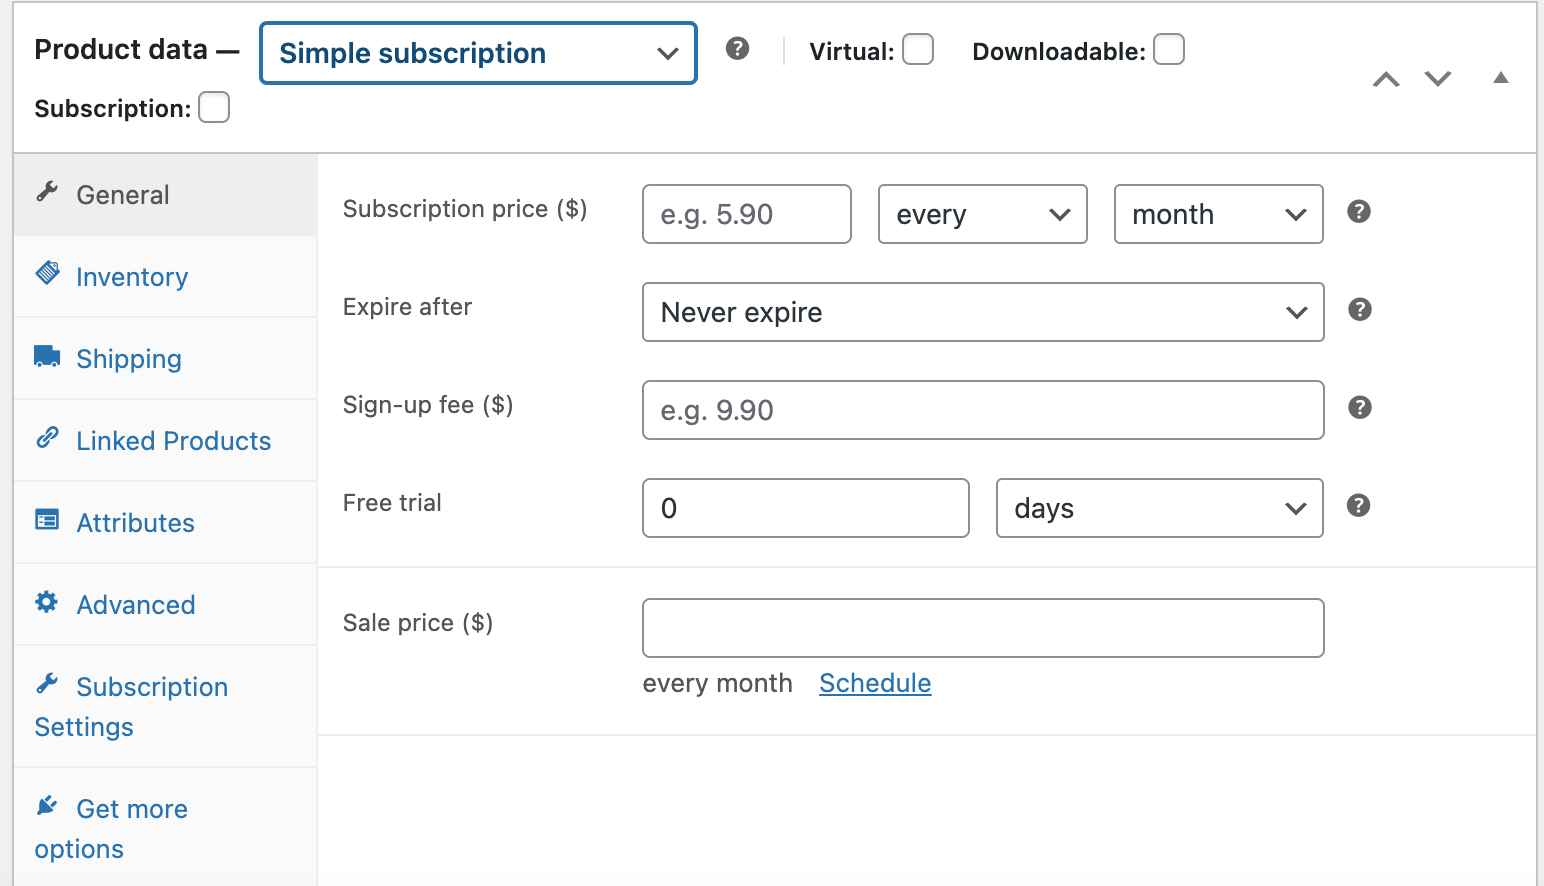 Product data — Simple subscription Virtual: Downloadable:
Subscription:
General
Inventory
Shipping
Linked Products
Attributes
Advanced
Subscription
Settings
Get more
options
Subscription price ($) e.g. 5.90 every month
Expire after Never expire
Sign-up fee ($) e.g. 9.90
Free trial 0 days
Sale price ($)
every month Schedule